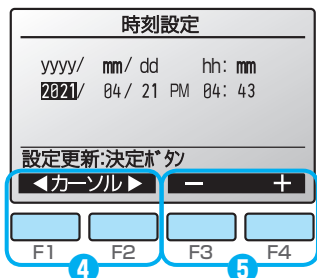 時刻設定
yyyy/ mm/ dd hh: mm
2021/ 04/ 21 PM 04: 43
設定更新:決定ボタン
◀カーソル▶ － ＋
F1 F2 F3 F4
4 5